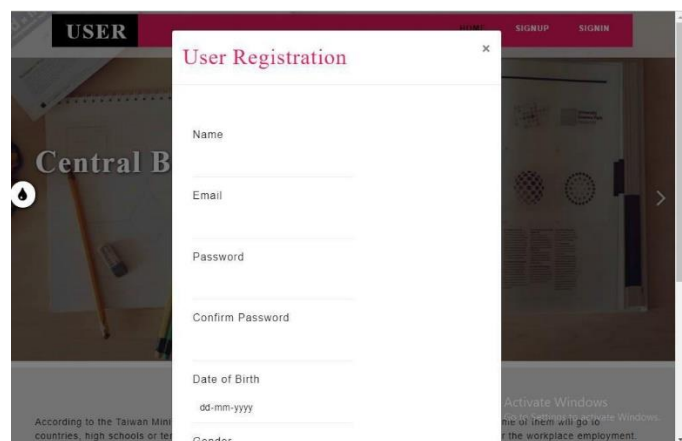 USER
HOME SIGNUP SIGNIN
User Registration
×
Name
Central B
Email
Password
Confirm Password
Date of Birth
dd-mm-yyyy
Gender
Activate Windows
Go to Settings to activate Windows.
According to the Taiwan Mini
me of them will go to
countries, high schools or ter
r the workplace employment.